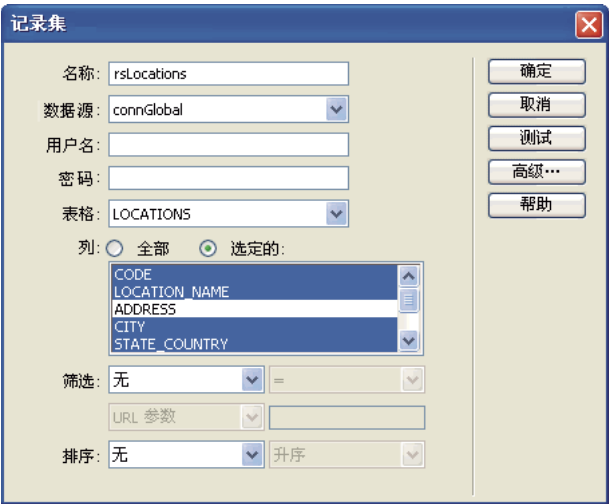 记录集
名称: rsLocations
确定
数据源: connGlobal
取消
用户名:
测试
密码:
高级…
表格: LOCATIONS
帮助
列: 全部 选定的:
CODE
LOCATION_NAME
ADDRESS
CITY
STATE_COUNTRY
筛选: 无 =
URL 参数
排序: 无 升序